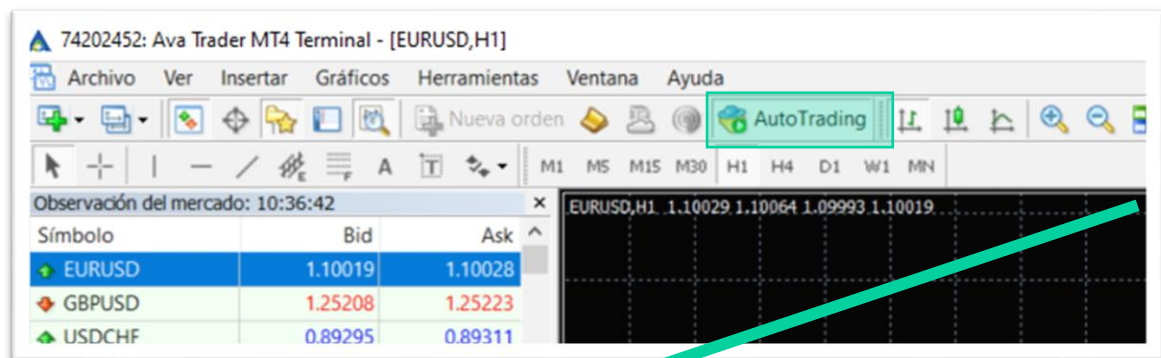 74202452: Ava Trader MT4 Terminal - [EURUSD,H1]
Archivo Ver Insertar Gráficos Herramientas Ventana Ayuda
Nueva orden AutoTrading
E F A T M1 M5 M15 M30 H1 H4 D1 W1 MN
Observación del mercado: 10:36:42 × EURUSD,H1 1.10029 1.10064 1.09993 1.10019
Símbolo Bid Ask
EURUSD 1.10019 1.10028
GBPUSD 1.25208 1.25223
USDCHF 0.89295 0.89311